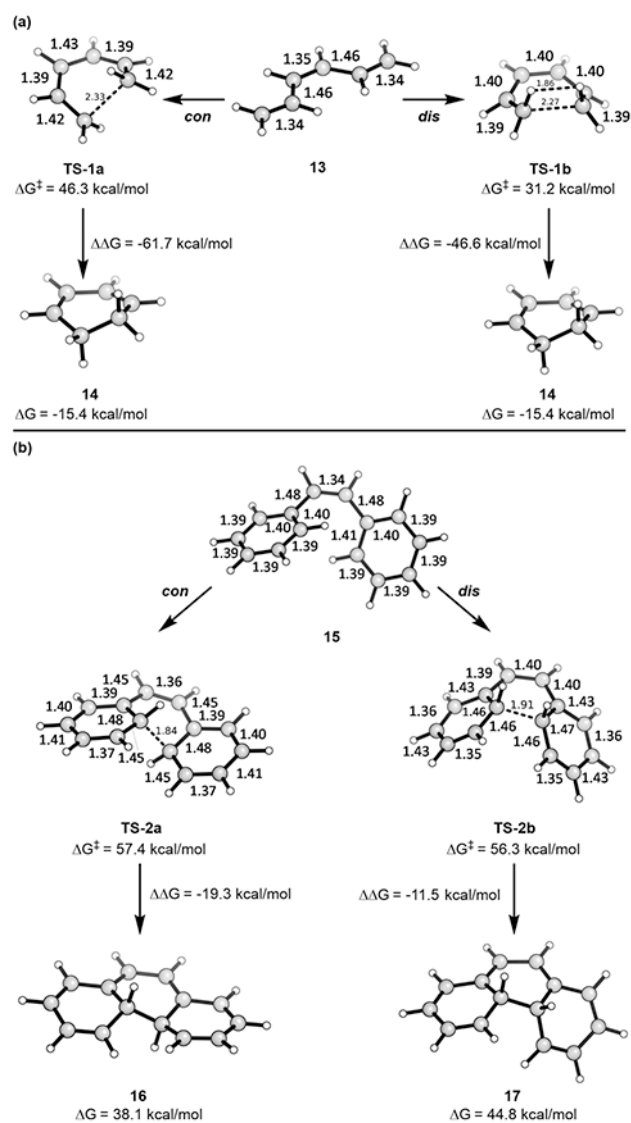 (a)
1.43 1.39
1.39 1.42
2.33
1.42
TS-1a
ΔG‡ = 46.3 kcal/mol
con
1.35 1.46
1.46 1.34
1.34
13
dis
1.40
1.40 1.40
1.86
2.27
1.39 1.39
TS-1b
ΔG‡ = 31.2 kcal/mol
ΔΔG = -61.7 kcal/mol
ΔΔG = -46.6 kcal/mol
14
ΔG = -15.4 kcal/mol
14
ΔG = -15.4 kcal/mol
(b)
1.34
1.48 1.48
1.39 1.40
1.40 1.41 1.40 1.39
1.39 1.39 1.39
1.39 1.39 1.39
15
con
dis
1.45 1.36
1.39 1.45
1.40 1.39
1.48 1.84 1.40
1.41 1.48
1.37 1.45
1.45 1.41
1.37
TS-2a
ΔG‡ = 57.4 kcal/mol
1.40
1.39 1.40
1.43 1.91 1.43
1.36 1.46
1.46 1.47 1.36
1.43 1.46
1.35
1.35 1.43
TS-2b
ΔG‡ = 56.3 kcal/mol
ΔΔG = -19.3 kcal/mol
ΔΔG = -11.5 kcal/mol
16
ΔG = 38.1 kcal/mol
17
ΔG = 44.8 kcal/mol